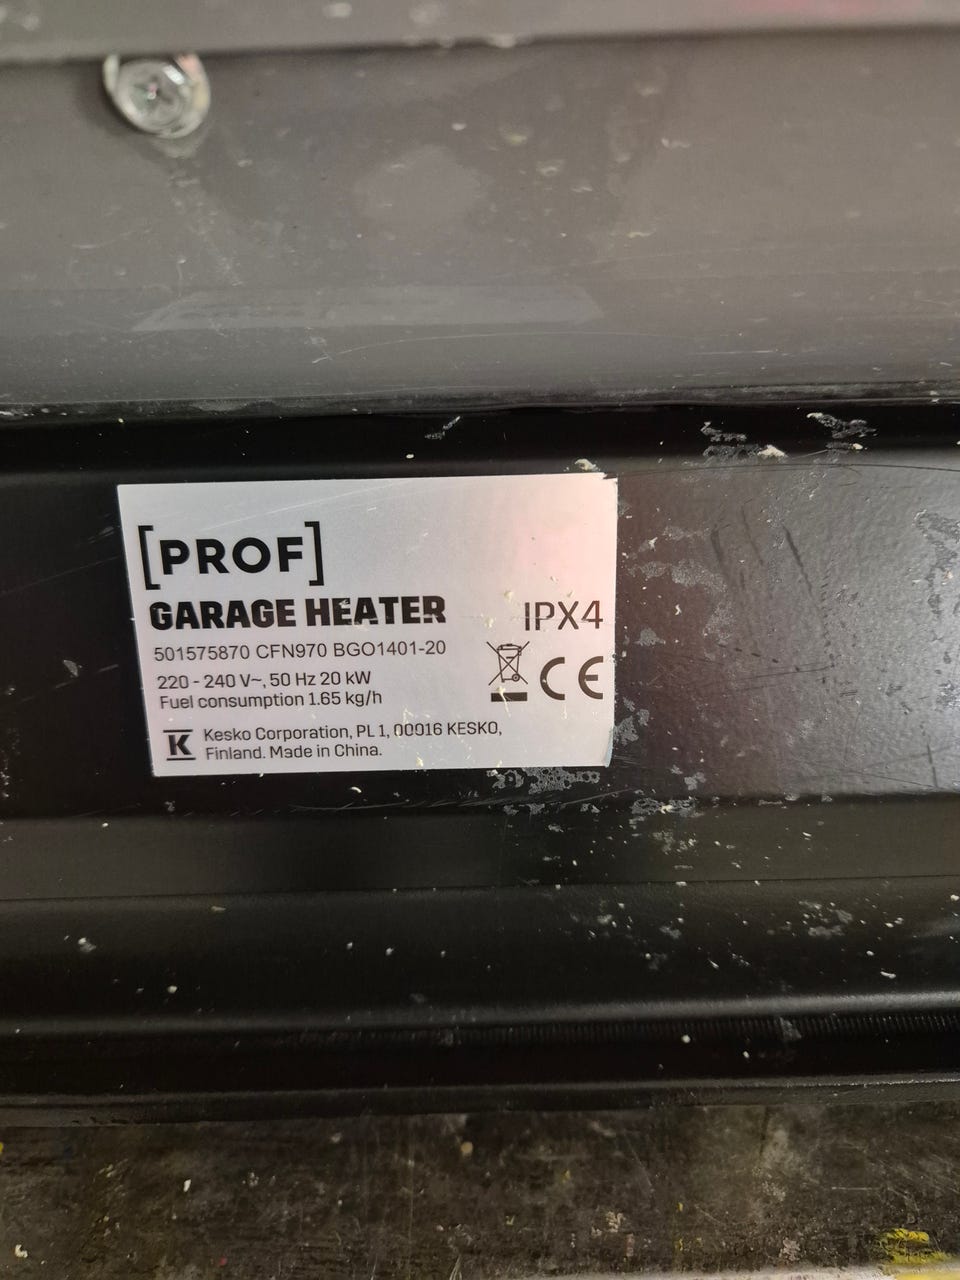 [PROF]
GARAGE HEATER
IPX4
501575870 CFN970 BGO1401-20
220 - 240 V~, 50 Hz 20 kW
Fuel consumption 1.65 kg/h
CE
K
Kesko Corporation, PL 1, 00016 KESKO,
Finland. Made in China.